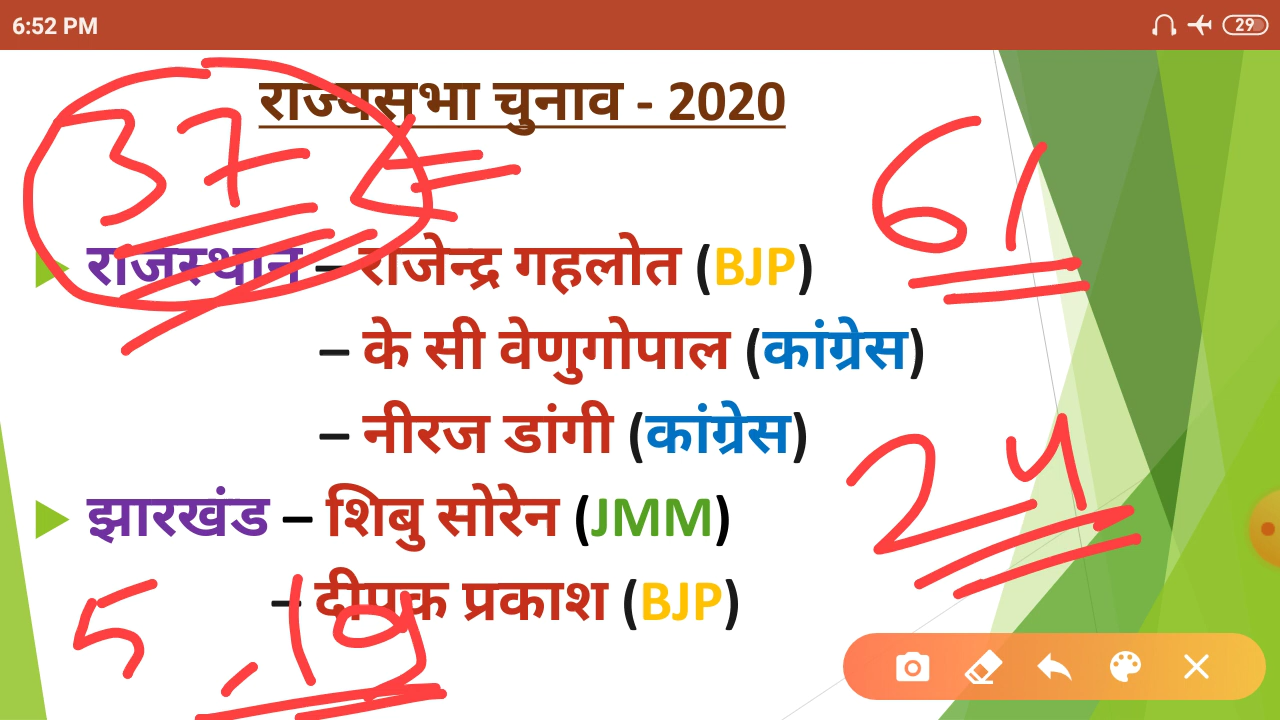 6:52 PM 29
राज्यसभा चुनाव - 2020
37 <=
61
राजस्थान – राजेन्द्र गहलोत (BJP)
– के सी वेणुगोपाल (कांग्रेस)
– नीरज डांगी (कांग्रेस)
24
झारखंड – शिबु सोरेन (JMM)
– दीपक प्रकाश (BJP)
5, 19